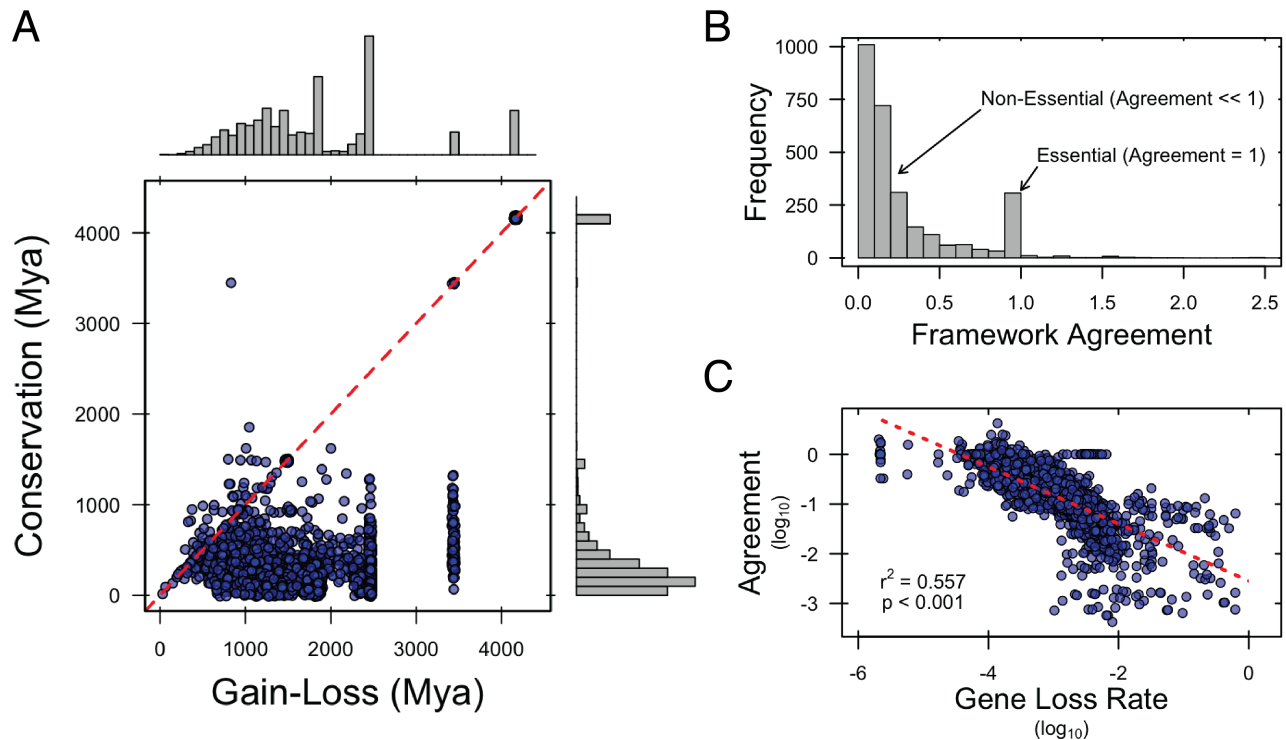 A
Conservation (Mya)
4000
3000
2000
1000
0
0 1000 2000 3000 4000
Gain-Loss (Mya)
B
Frequency
1000
750
500
250
0
Non-Essential (Agreement << 1)
Essential (Agreement = 1)
0.0 0.5 1.0 1.5 2.0 2.5
Framework Agreement
C
Agreement
(log10)
0
-1
-2
-3
r² = 0.557
p < 0.001
-6 -4 -2 0
Gene Loss Rate
(log10)